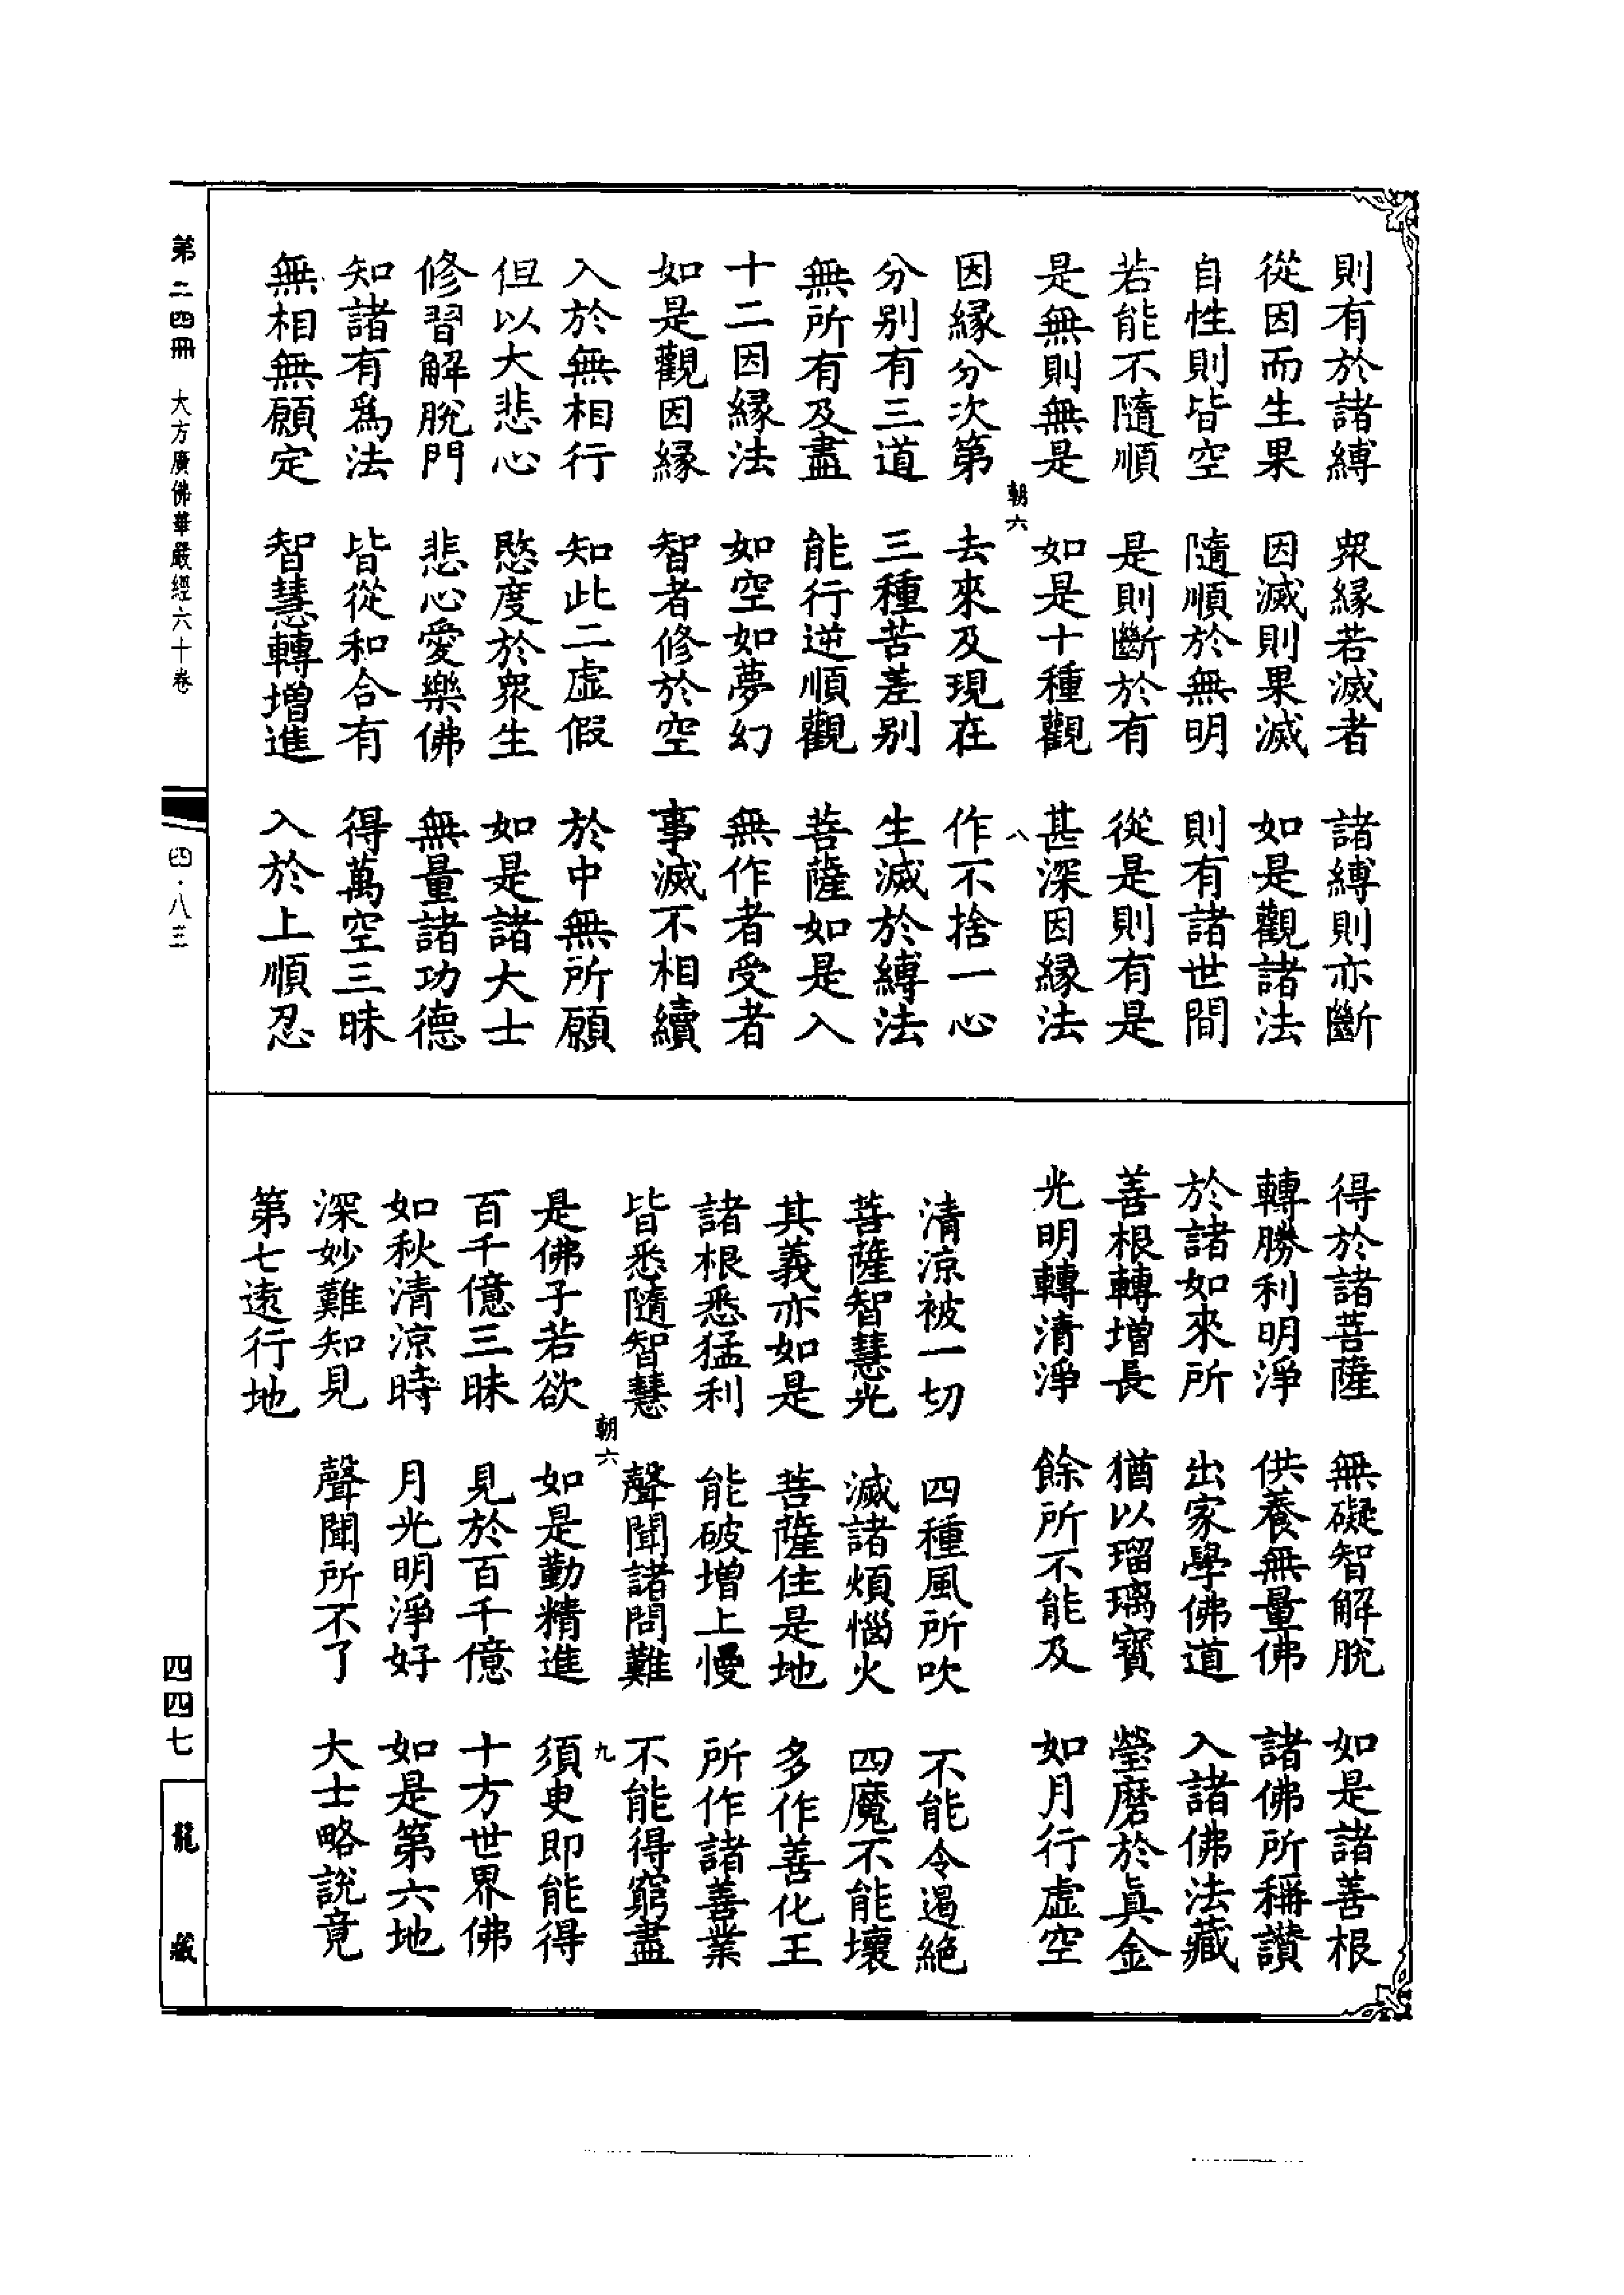 則有於諸縛　衆緣若滅者　諸縛則亦斷
從因而生果　因滅則果滅　如是觀諸法
自性則皆空　隨順於無明　則有諸世間
若能不隨順　是則斷於有　從是則有是
是無則無是　如是十種觀　甚深因緣法
朝六　八
因緣分次第　去來及現在　作不捨一心
分別有三道　三種苦差別　生滅於縛法
無所有及盡　能行逆順觀　菩薩如是入
十二因緣法　如空如夢幻　無作者受者
如是觀因緣　智者修於空　事滅不相續
入於無相行　知此二虛假　於中無所願
但以大悲心　愍度於衆生　如是諸大士
修習解脫門　悲心愛樂佛　無量諸功德
知諸有爲法　皆從和合有　得萬空三昧
無相無願定　智慧轉增進　入於上順忍
得於諸菩薩　無礙智解脫　如是諸善根
轉勝利明淨　供養無量佛　諸佛所稱讃
於諸如來所　出家學佛道　入諸佛法藏
善根轉增長　猶以瑠璃寶　瑩磨於眞金
光明轉清淨　餘所不能及　如月行虛空
清涼被一切　四種風所吹　不能令遏絕
菩薩智慧光　滅諸煩惱火　四魔不能壞
其義亦如是　菩薩住是地　多作善化王
諸根悉猛利　能破增上慢　所作諸善業
皆悉隨智慧　聲聞諸問難　不能得窮盡
朝六　九
是佛子若欲　如是勤精進　須臾即能得
百千億三昧　見於百千億　十方世界佛
如秋清涼時　月光明淨好　如是第六地
深妙難知見　聲聞所不了　大士略說竟
第七遠行地
第二四冊　大方廣佛華嚴經六十卷　四·八三　四四七　龍藏